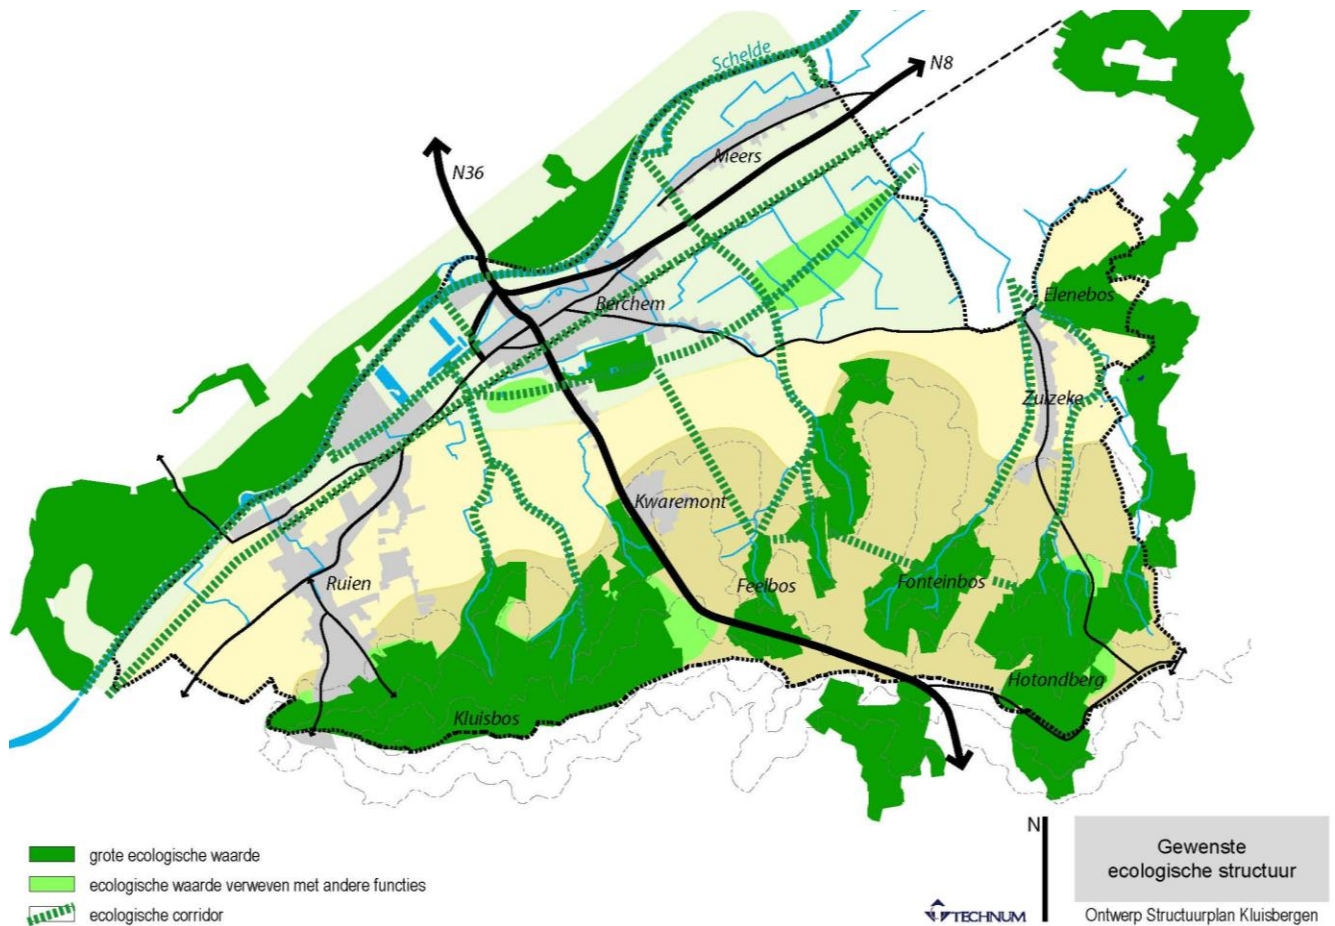 Schelde
N8
N36
Meers
Elenebos
Berchem
Zulzeke
Kwaremont
Ruien
Feelbos
Fonteinbos
Hotondberg
Kluisbos
grote ecologische waarde
ecologische waarde verweven met andere functies
ecologische corridor
N
TECHNUM
Gewenste
ecologische structuur
Ontwerp Structuurplan Kluisbergen